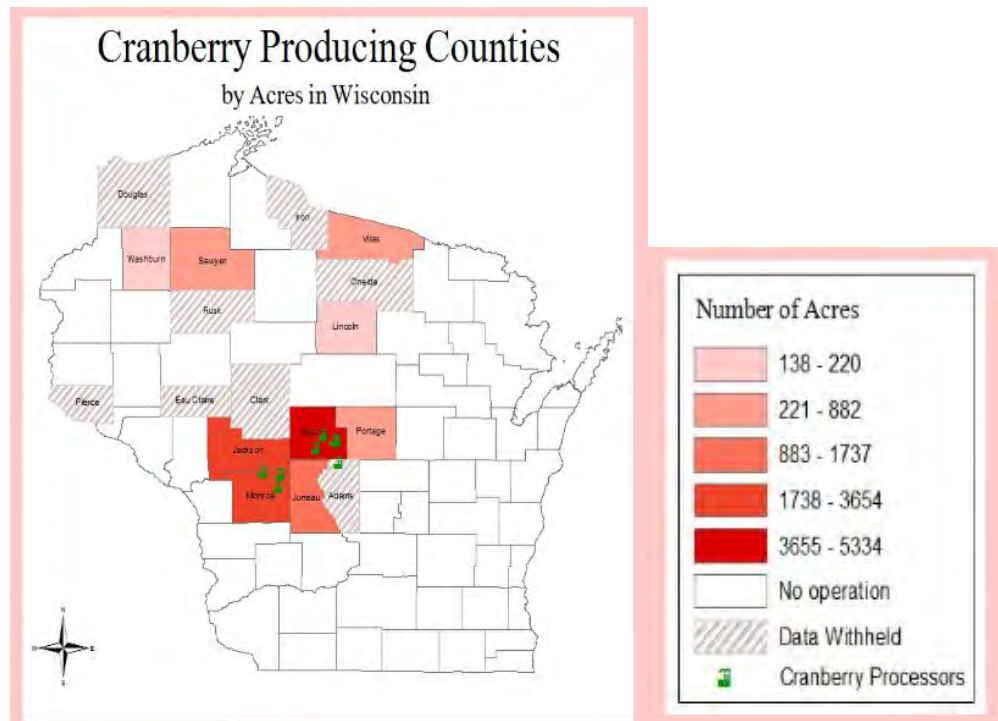 Cranberry Producing Counties
by Acres in Wisconsin
Douglas
Iron
Vilas
Washburn
Sawyer
Oneida
Rusk
Lincoln
Pierce
Eau Claire
Clark
Portage
Jackson
Monroe
Juneau
Adams
N
W
E
S
Number of Acres
138 - 220
221 - 882
883 - 1737
1738 - 3654
3655 - 5334
No operation
Data Withheld
Cranberry Processors